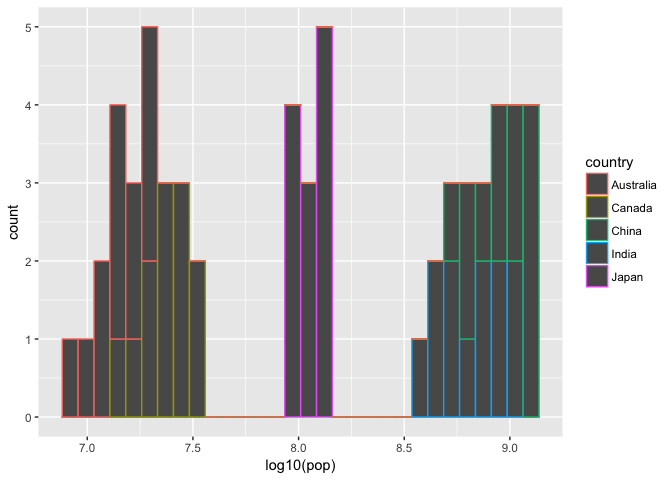 5
4
3
2
1
0
count
7.0 7.5 8.0 8.5 9.0
log10(pop)
country
Australia
Canada
China
India
Japan